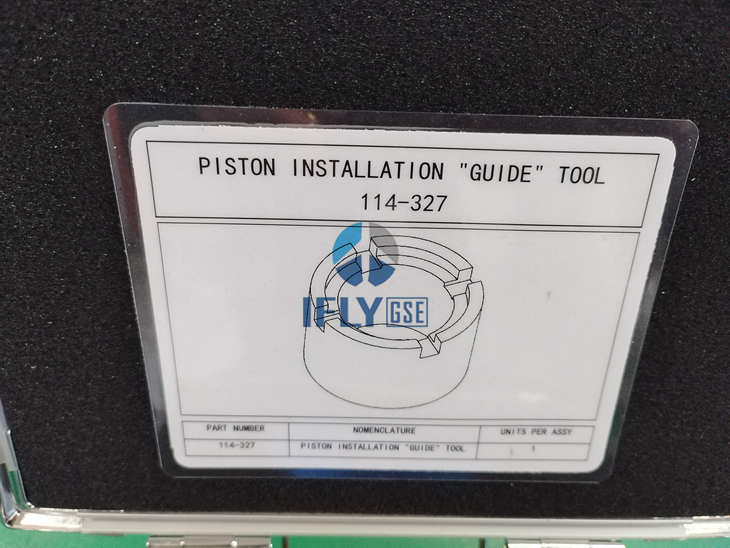 PISTON INSTALLATION "GUIDE" TOOL
114-327
IFLY GSE
PART NUMBER NOMENCLATURE UNITS PER ASSY
114-327 PISTON INSTALLATION "GUIDE" TOOL 1